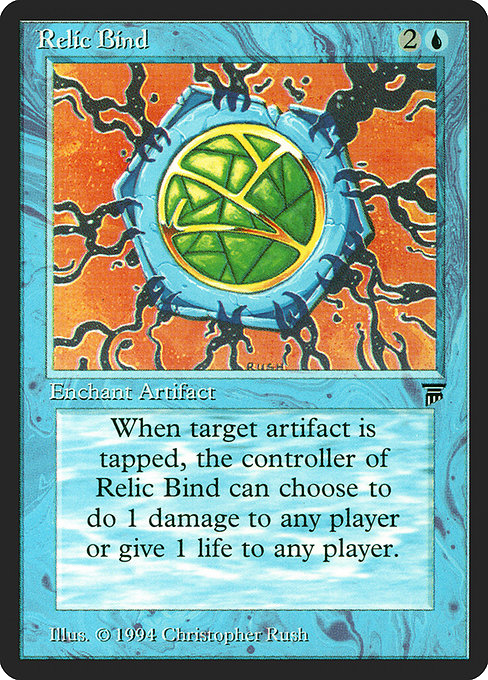 Relic Bind 2
RUSH
Enchant Artifact
When target artifact is
tapped, the controller of
Relic Bind can choose to
do 1 damage to any player
or give 1 life to any player.
Illus. © 1994 Christopher Rush